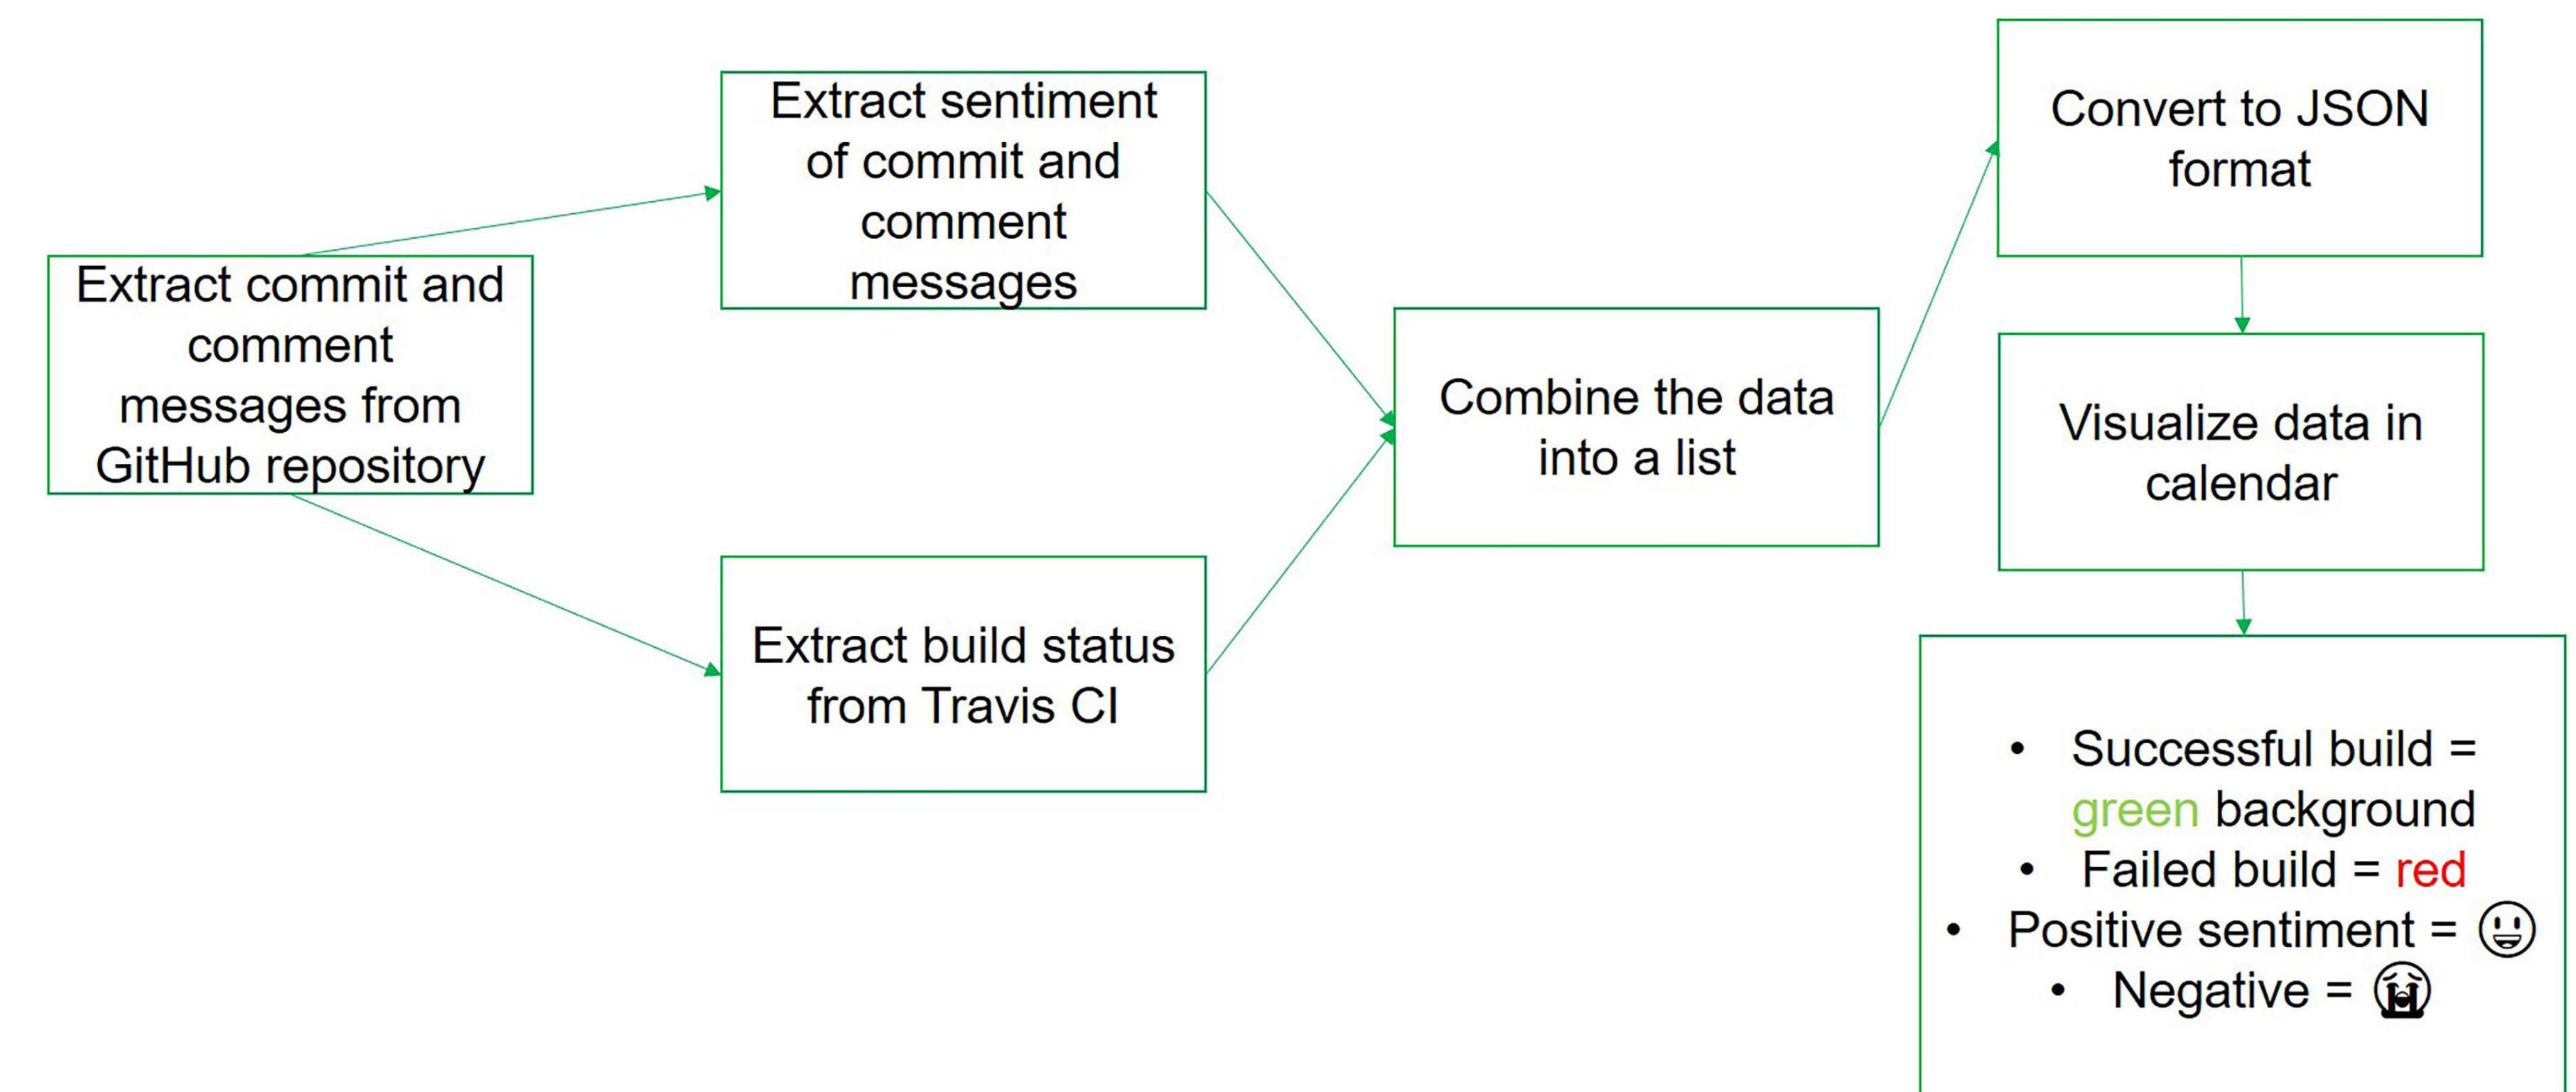 Extract commit and
comment
messages from
GitHub repository
Extract sentiment
of commit and
comment
messages
Extract build status
from Travis CI
Combine the data
into a list
Convert to JSON
format
Visualize data in
calendar
• Successful build =
green background
• Failed build = red
• Positive sentiment = 😃
• Negative = 😭